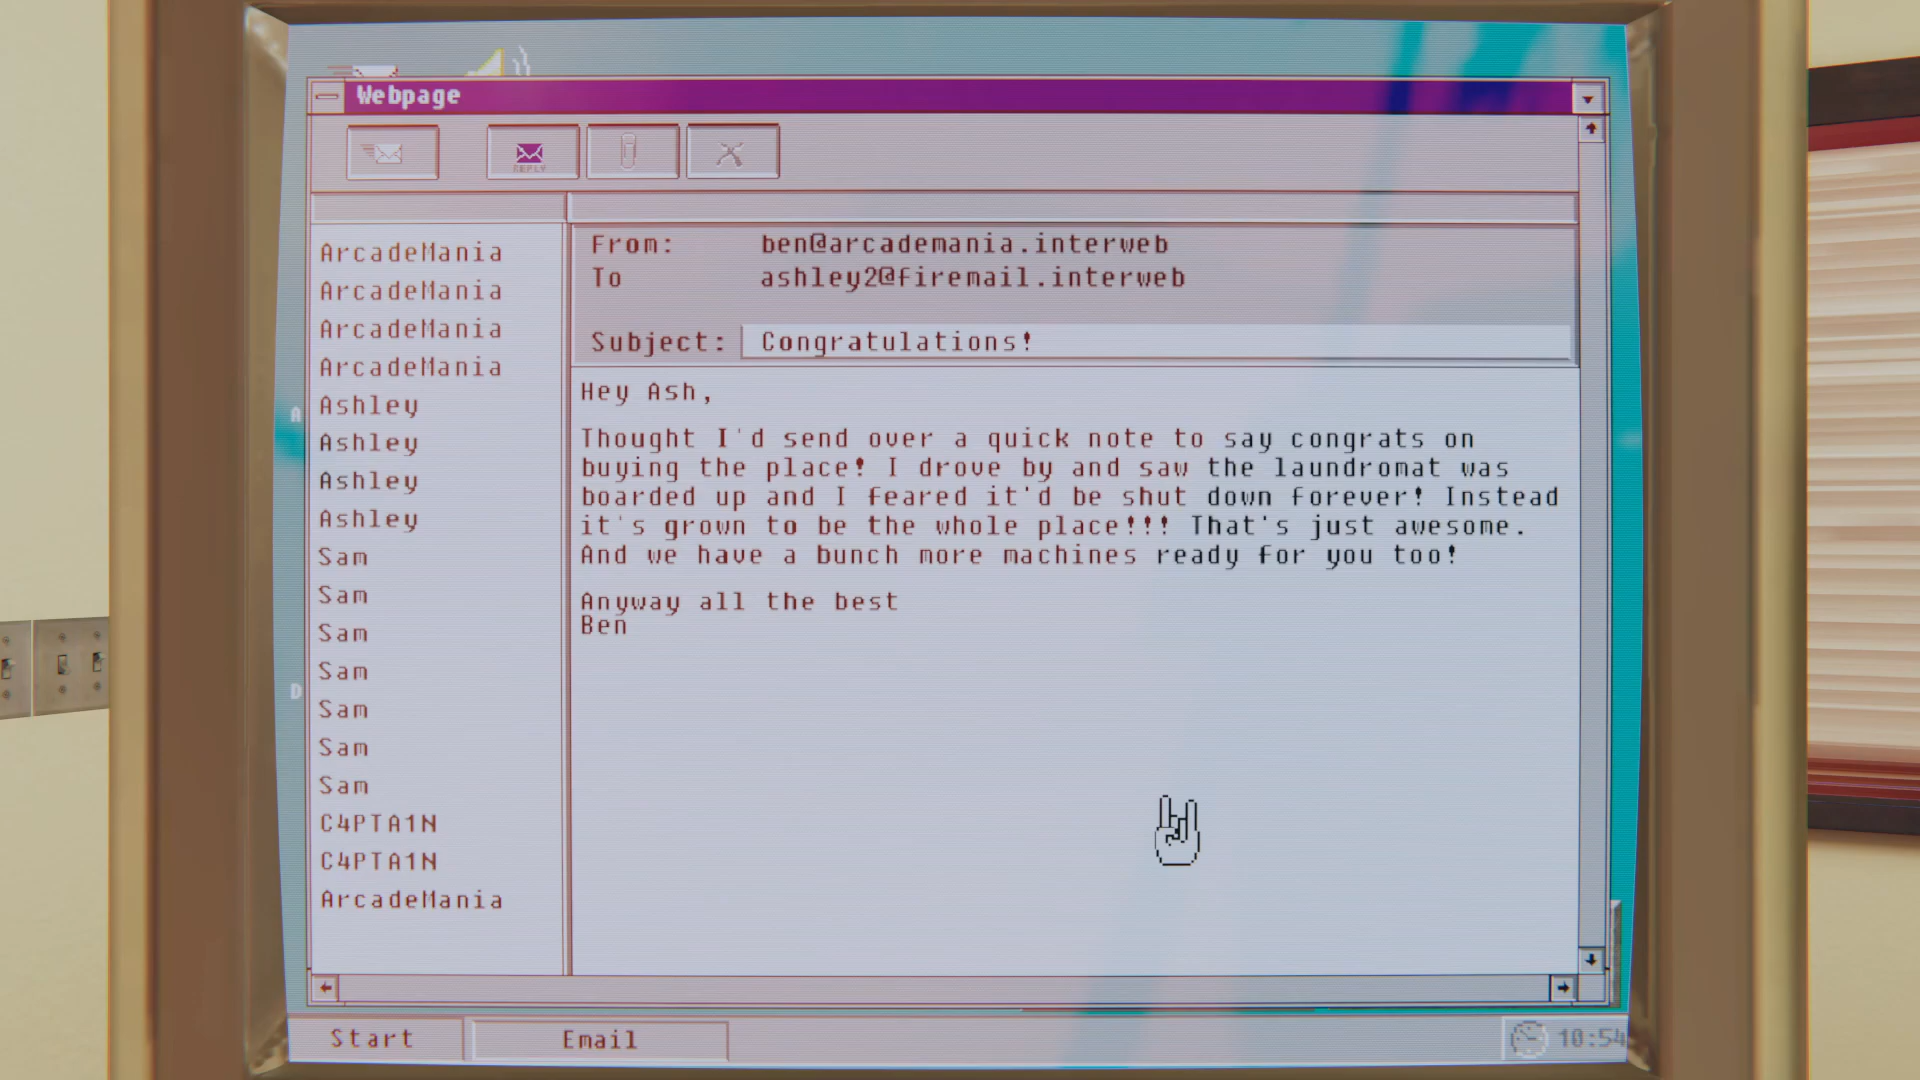 Webpage
REPLY
ArcadeMania
ArcadeMania
ArcadeMania
ArcadeMania
Ashley
Ashley
Ashley
Ashley
Sam
Sam
Sam
Sam
Sam
Sam
Sam
C4PTA1N
C4PTA1N
ArcadeMania
From: ben@arcademania.interweb
To ashley2@firemail.interweb
Subject: Congratulations!
Hey Ash,
Thought I'd send over a quick note to say congrats on
buying the place! I drove by and saw the laundromat was
boarded up and I feared it'd be shut down forever! Instead
it's grown to be the whole place!!! That's just awesome.
And we have a bunch more machines ready for you too!
Anyway all the best
Ben
A
D
Start
Email
10:54